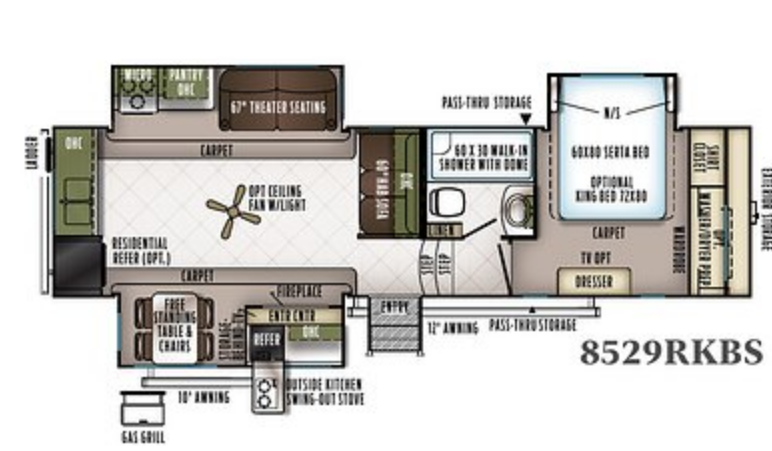 MICRO
PANTRY
OHC
67" THEATER SEATING
PASS-THRU STORAGE
N/S
LADDER
OHC
CARPET
60" HAB SOFA
OHC
60 X 30 WALK-IN
SHOWER WITH DOME
60X80 SERTA BED
OPTIONAL
KING BED 72X80
SHIRT
CLOSET
OPT.
WASHER/DRYER PREP
EXTERIOR STORAGE
OPT CEILING
FAN W/LIGHT
LINEN
RESIDENTIAL
REFER (OPT.)
CARPET
STEP
STEP
CARPET
TV OPT
DRESSER
WARDROBE
FIREPLACE
FREE
STANDING
TABLE &
CHAIRS
STORAGE-
BEHIND TV
ENTR CNTR
OHC
REFER
ENTRY
12' AWNING
PASS-THRU STORAGE
8529RKBS
10' AWNING
OUTSIDE KITCHEN
SWING-OUT STOVE
GAS GRILL